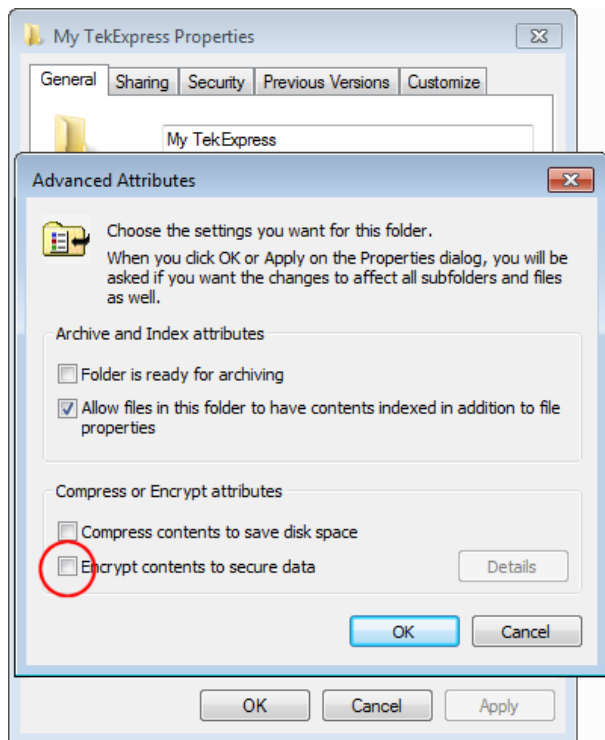 My TekExpress Properties
General Sharing Security Previous Versions Customize
My TekExpress
Advanced Attributes
Choose the settings you want for this folder.
When you click OK or Apply on the Properties dialog, you will be
asked if you want the changes to affect all subfolders and files
as well.
Archive and Index attributes
Folder is ready for archiving
Allow files in this folder to have contents indexed in addition to file
properties
Compress or Encrypt attributes
Compress contents to save disk space
Encrypt contents to secure data Details
OK Cancel
OK Cancel Apply